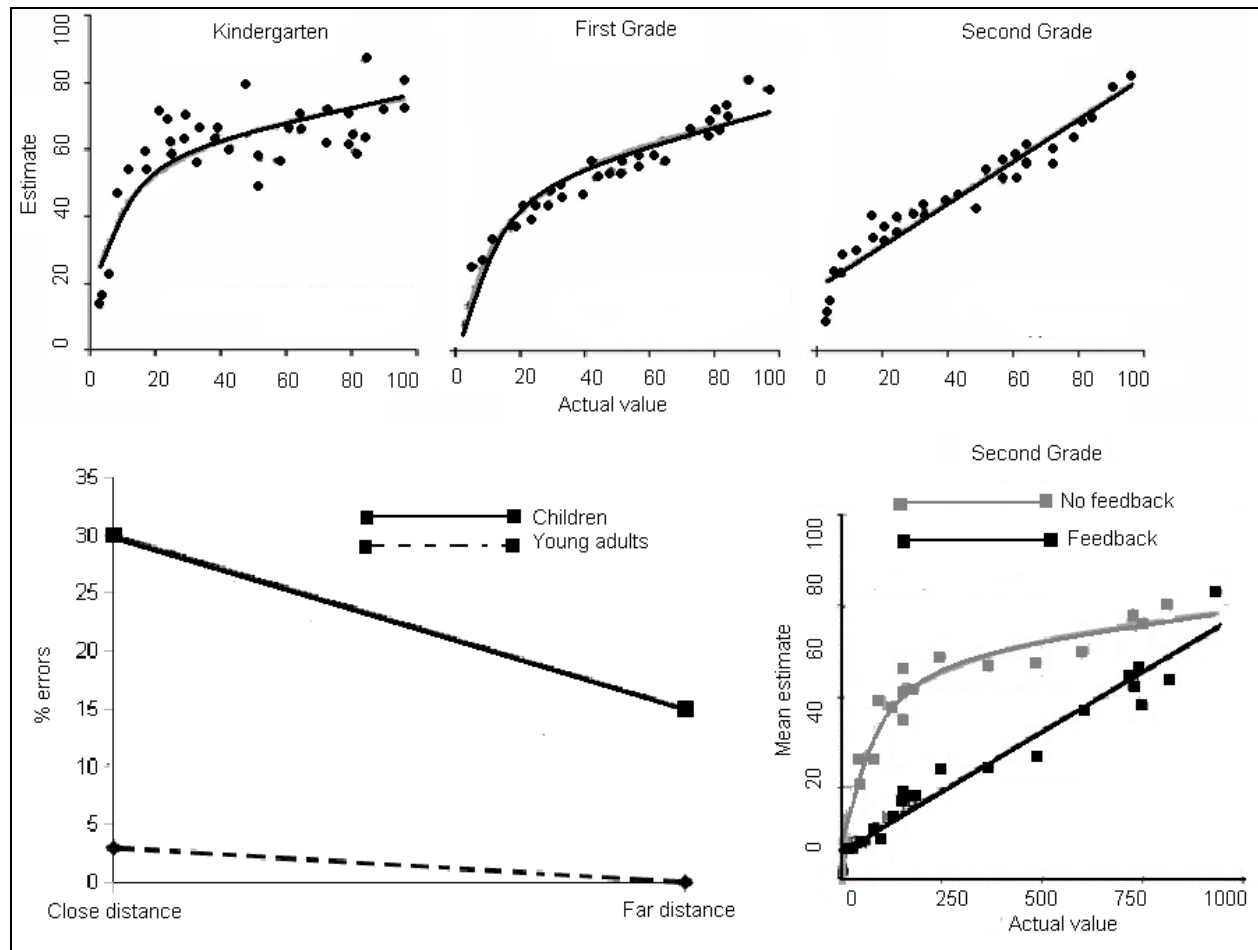 Kindergarten
First Grade
Second Grade
Estimate
0 20 40 60 80 100
0 20 40 60 80 100
0 20 40 60 80 100
0 20 40 60 80 100
Actual value
35
30
25
20
15
10
5
0
% errors
Children
Young adults
Close distance
Far distance
Second Grade
No feedback
Feedback
Mean estimate
0 20 40 60 80 100
0 250 500 750 1000
Actual value